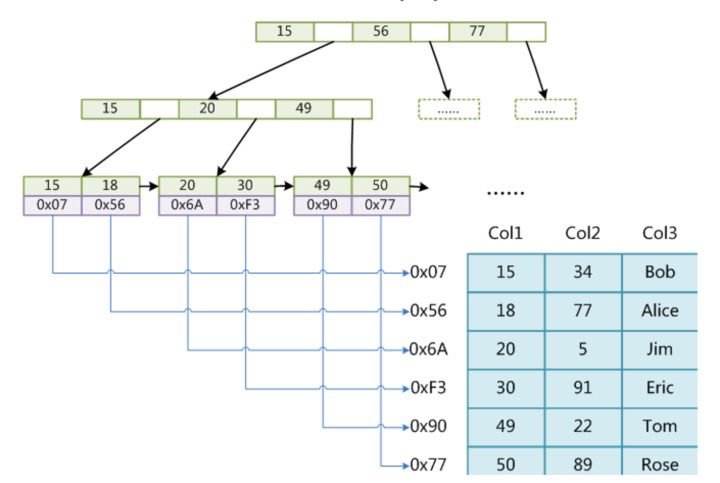 15 56 77
15 20 49 ...... ......
15 18 20 30 49 50
0x07 0x56 0x6A 0xF3 0x90 0x77
......
Col1 Col2 Col3
0x07 15 34 Bob
0x56 18 77 Alice
0x6A 20 5 Jim
0xF3 30 91 Eric
0x90 49 22 Tom
0x77 50 89 Rose